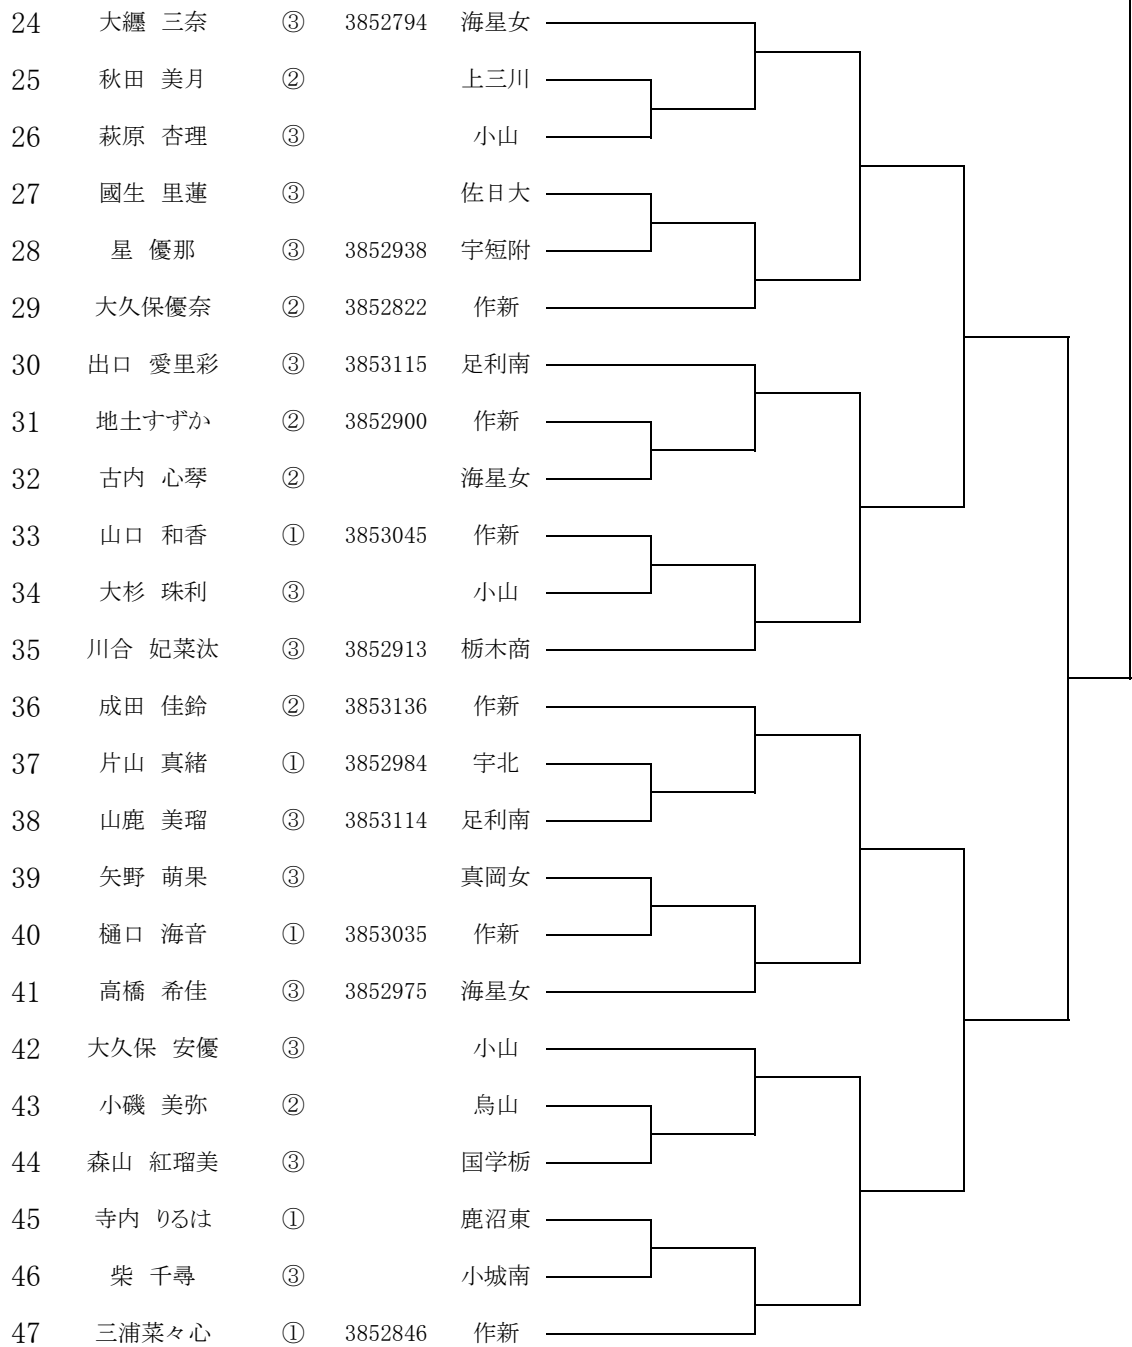 24 大纒 三奈 ③ 3852794 海星女
25 秋田 美月 ② 上三川
26 萩原 杏理 ③ 小山
27 國生 里蓮 ③ 佐日大
28 星 優那 ③ 3852938 宇短附
29 大久保優奈 ② 3852822 作新
30 出口 愛里彩 ③ 3853115 足利南
31 地土すずか ② 3852900 作新
32 古内 心琴 ② 海星女
33 山口 和香 ① 3853045 作新
34 大杉 珠利 ③ 小山
35 川合 妃菜汰 ③ 3852913 栃木商
36 成田 佳鈴 ② 3853136 作新
37 片山 真緒 ① 3852984 宇北
38 山鹿 美瑠 ③ 3853114 足利南
39 矢野 萌果 ③ 真岡女
40 樋口 海音 ① 3853035 作新
41 高橋 希佳 ③ 3852975 海星女
42 大久保 安優 ③ 小山
43 小磯 美弥 ② 烏山
44 森山 紅瑠美 ③ 国学栃
45 寺内 りるは ① 鹿沼東
46 柴 千尋 ③ 小城南
47 三浦菜々心 ① 3852846 作新